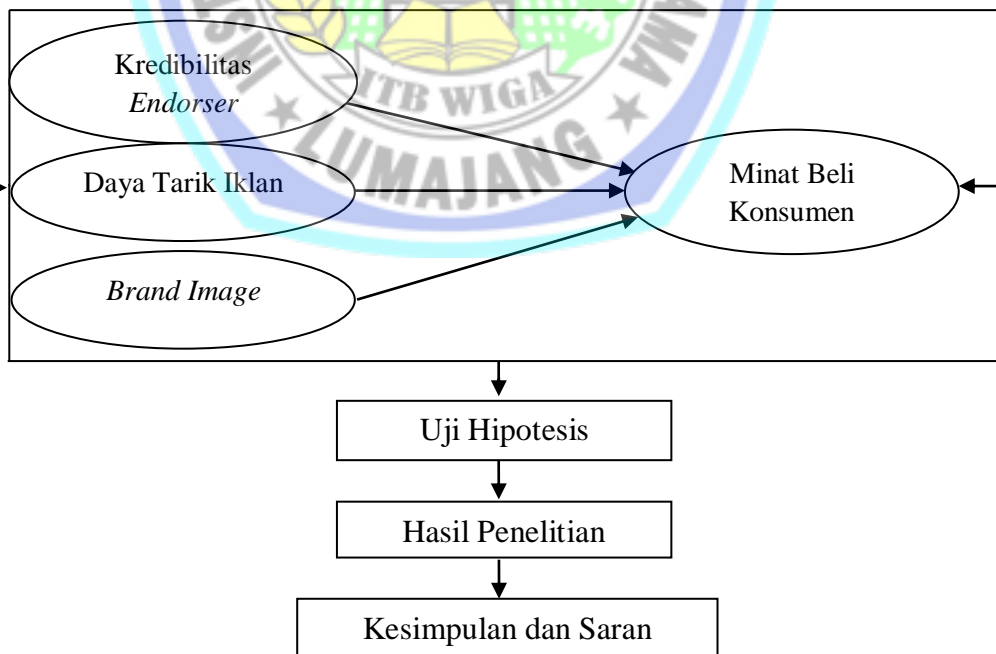 Kredibilitas
Endorser
Daya Tarik Iklan
Brand Image
Minat Beli
Konsumen
ITB WIGA
LUMAJANG
Uji Hipotesis
Hasil Penelitian
Kesimpulan dan Saran